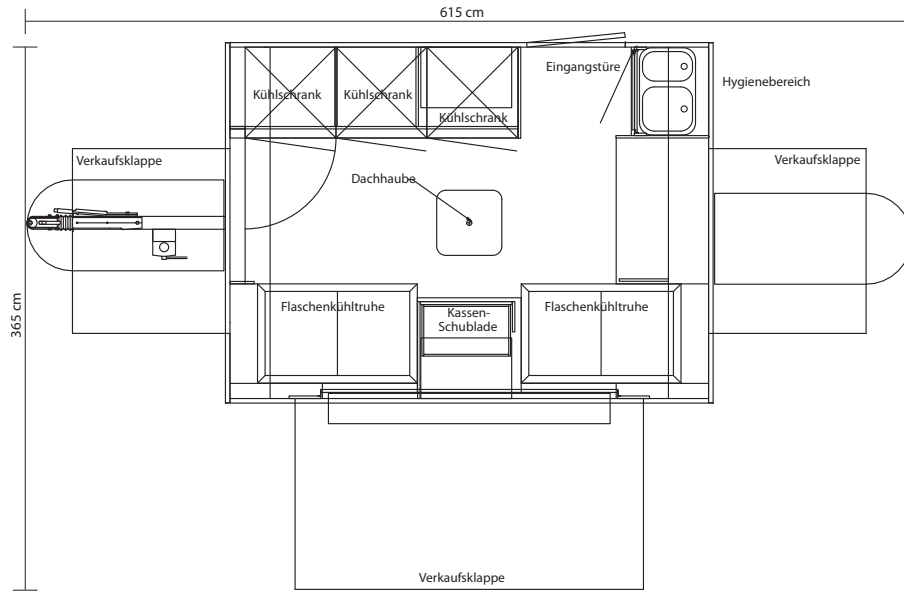 615 cm
Eingangstüre
Hygienebereich
Kühlschrank
Kühlschrank
Kühlschrank
Verkaufsklappe
Verkaufsklappe
Dachhaube
365 cm
Flaschenkühltruhe
Kassen-
Schublade
Flaschenkühltruhe
Verkaufsklappe